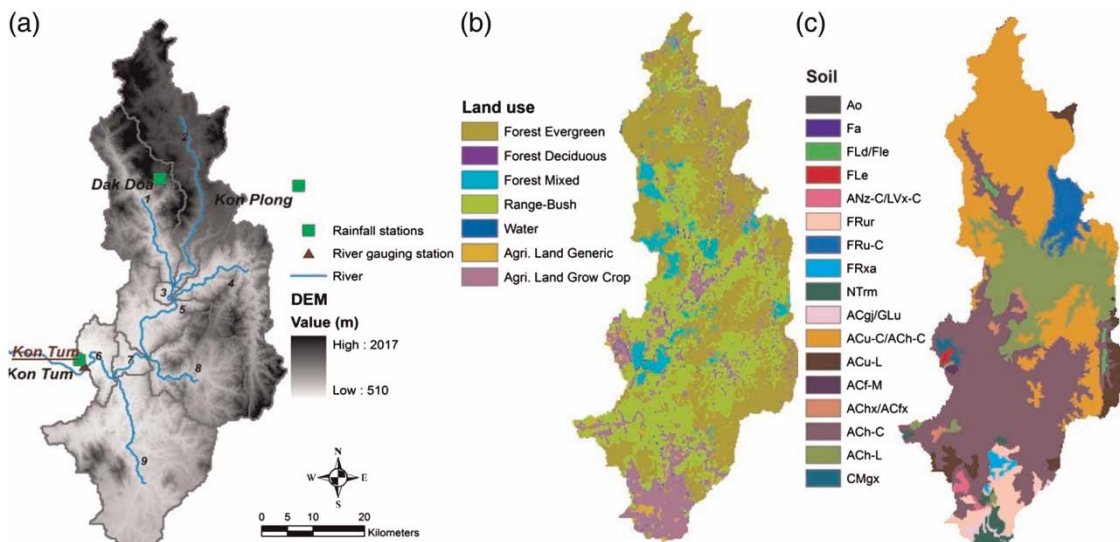 (a)
Dak Doa
Kon Plong
Kon Tum
Kon Tum
1
2
3
4
5
6
7
8
9
Rainfall stations
River gauging station
River
DEM
Value (m)
High : 2017
Low : 510
N
W E
S
0 5 10 20
Kilometers
(b)
Land use
Forest Evergreen
Forest Deciduous
Forest Mixed
Range-Bush
Water
Agri. Land Generic
Agri. Land Grow Crop
(c)
Soil
Ao
Fa
FLd/Fle
FLe
ANz-C/LVx-C
FRur
FRu-C
FRxa
NTrm
ACgj/GLu
ACu-C/ACh-C
ACu-L
ACf-M
AChx/ACfx
ACh-C
ACh-L
CMgx